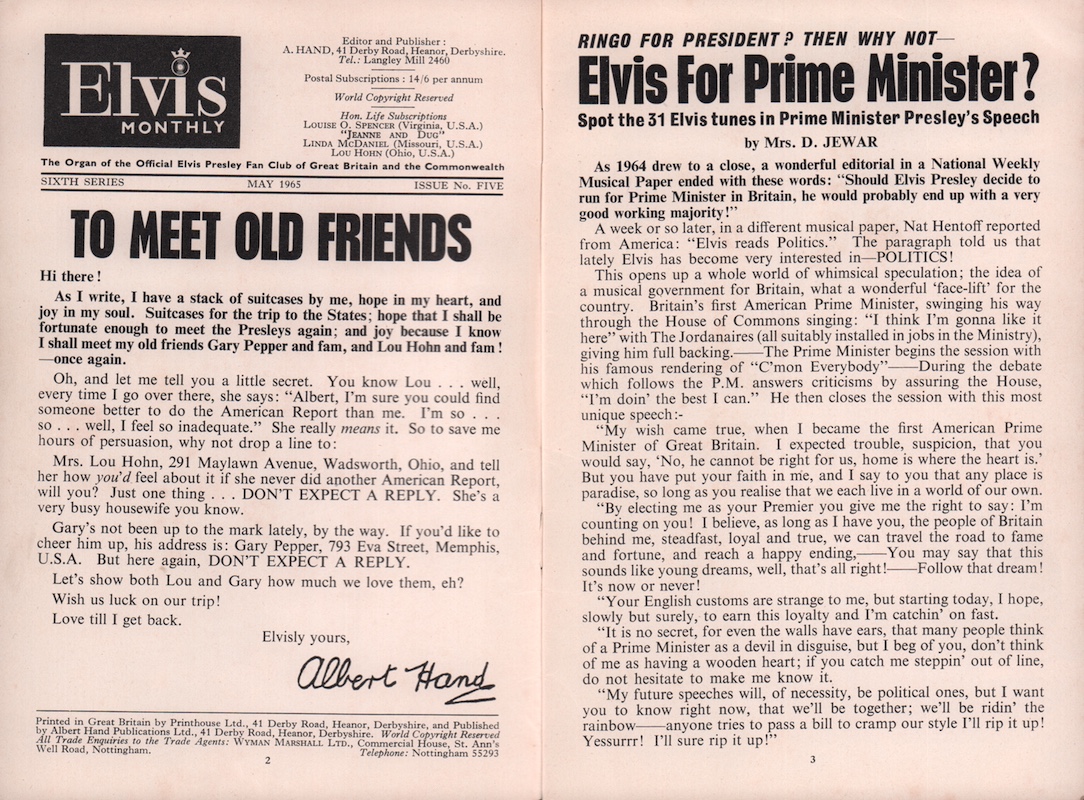 Elvis
MONTHLY
Editor and Publisher :
A. HAND, 41 Derby Road, Heanor, Derbyshire.
Tel.: Langley Mill 2460
Postal Subscriptions : 14/6 per annum
World Copyright Reserved
Hon. Life Subscriptions
LOUISE O. SPENCER (Virginia, U.S.A.)
"JEANNE AND DUG"
LINDA MCDANIEL (Missouri, U.S.A.)
LOU HOHN (Ohio, U.S.A.)
The Organ of the Official Elvis Presley Fan Club of Great Britain and the Commonwealth
SIXTH SERIES MAY 1965 ISSUE No. FIVE
TO MEET OLD FRIENDS
Hi there !
As I write, I have a stack of suitcases by me, hope in my heart, and
joy in my soul. Suitcases for the trip to the States; hope that I shall be
fortunate enough to meet the Presleys again; and joy because I know
I shall meet my old friends Gary Pepper and fam, and Lou Hohn and fam !
—once again.
Oh, and let me tell you a little secret. You know Lou . . . well,
every time I go over there, she says: "Albert, I'm sure you could find
someone better to do the American Report than me. I'm so . . .
so . . . well, I feel so inadequate." She really means it. So to save me
hours of persuasion, why not drop a line to:
Mrs. Lou Hohn, 291 Maylawn Avenue, Wadsworth, Ohio, and tell
her how you'd feel about it if she never did another American Report,
will you? Just one thing . . . DON'T EXPECT A REPLY. She's a
very busy housewife you know.
Gary's not been up to the mark lately, by the way. If you'd like to
cheer him up, his address is: Gary Pepper, 793 Eva Street, Memphis,
U.S.A. But here again, DON'T EXPECT A REPLY.
Let's show both Lou and Gary how much we love them, eh?
Wish us luck on our trip!
Love till I get back.
Elvisly yours,
Albert Hand
Printed in Great Britain by Printhouse Ltd., 41 Derby Road, Heanor, Derbyshire, and Published
by Albert Hand Publications Ltd., 41 Derby Road, Heanor, Derbyshire. World Copyright Reserved
All Trade Enquiries to the Trade Agents: WYMAN MARSHALL LTD., Commercial House, St. Ann's
Well Road, Nottingham. Telephone: Nottingham 55293
2
RINGO FOR PRESIDENT? THEN WHY NOT—
Elvis For Prime Minister?
Spot the 31 Elvis tunes in Prime Minister Presley's Speech
by Mrs. D. JEWAR
As 1964 drew to a close, a wonderful editorial in a National Weekly
Musical Paper ended with these words: "Should Elvis Presley decide to
run for Prime Minister in Britain, he would probably end up with a very
good working majority!"
A week or so later, in a different musical paper, Nat Hentoff reported
from America: "Elvis reads Politics." The paragraph told us that
lately Elvis has become very interested in—POLITICS!
This opens up a whole world of whimsical speculation; the idea of
a musical government for Britain, what a wonderful 'face-lift' for the
country. Britain's first American Prime Minister, swinging his way
through the House of Commons singing: "I think I'm gonna like it
here" with The Jordanaires (all suitably installed in jobs in the Ministry),
giving him full backing.——The Prime Minister begins the session with
his famous rendering of "C'mon Everybody"——During the debate
which follows the P.M. answers criticisms by assuring the House,
"I'm doin' the best I can." He then closes the session with this most
unique speech:-
"My wish came true, when I became the first American Prime
Minister of Great Britain. I expected trouble, suspicion, that you
would say, 'No, he cannot be right for us, home is where the heart is.'
But you have put your faith in me, and I say to you that any place is
paradise, so long as you realise that we each live in a world of our own.
"By electing me as your Premier you give me the right to say: I'm
counting on you! I believe, as long as I have you, the people of Britain
behind me, steadfast, loyal and true, we can travel the road to fame
and fortune, and reach a happy ending,——You may say that this
sounds like young dreams, well, that's all right!——Follow that dream!
It's now or never!
"Your English customs are strange to me, but starting today, I hope,
slowly but surely, to earn this loyalty and I'm catchin' on fast.
"It is no secret, for even the walls have ears, that many people think
of a Prime Minister as a devil in disguise, but I beg of you, don't think
of me as having a wooden heart; if you catch me steppin' out of line,
do not hesitate to make me know it.
"My future speeches will, of necessity, be political ones, but I want
you to know right now, that we'll be together; we'll be ridin' the
rainbow——anyone tries to pass a bill to cramp our style I'll rip it up!
Yessurrr! I'll sure rip it up!"
3